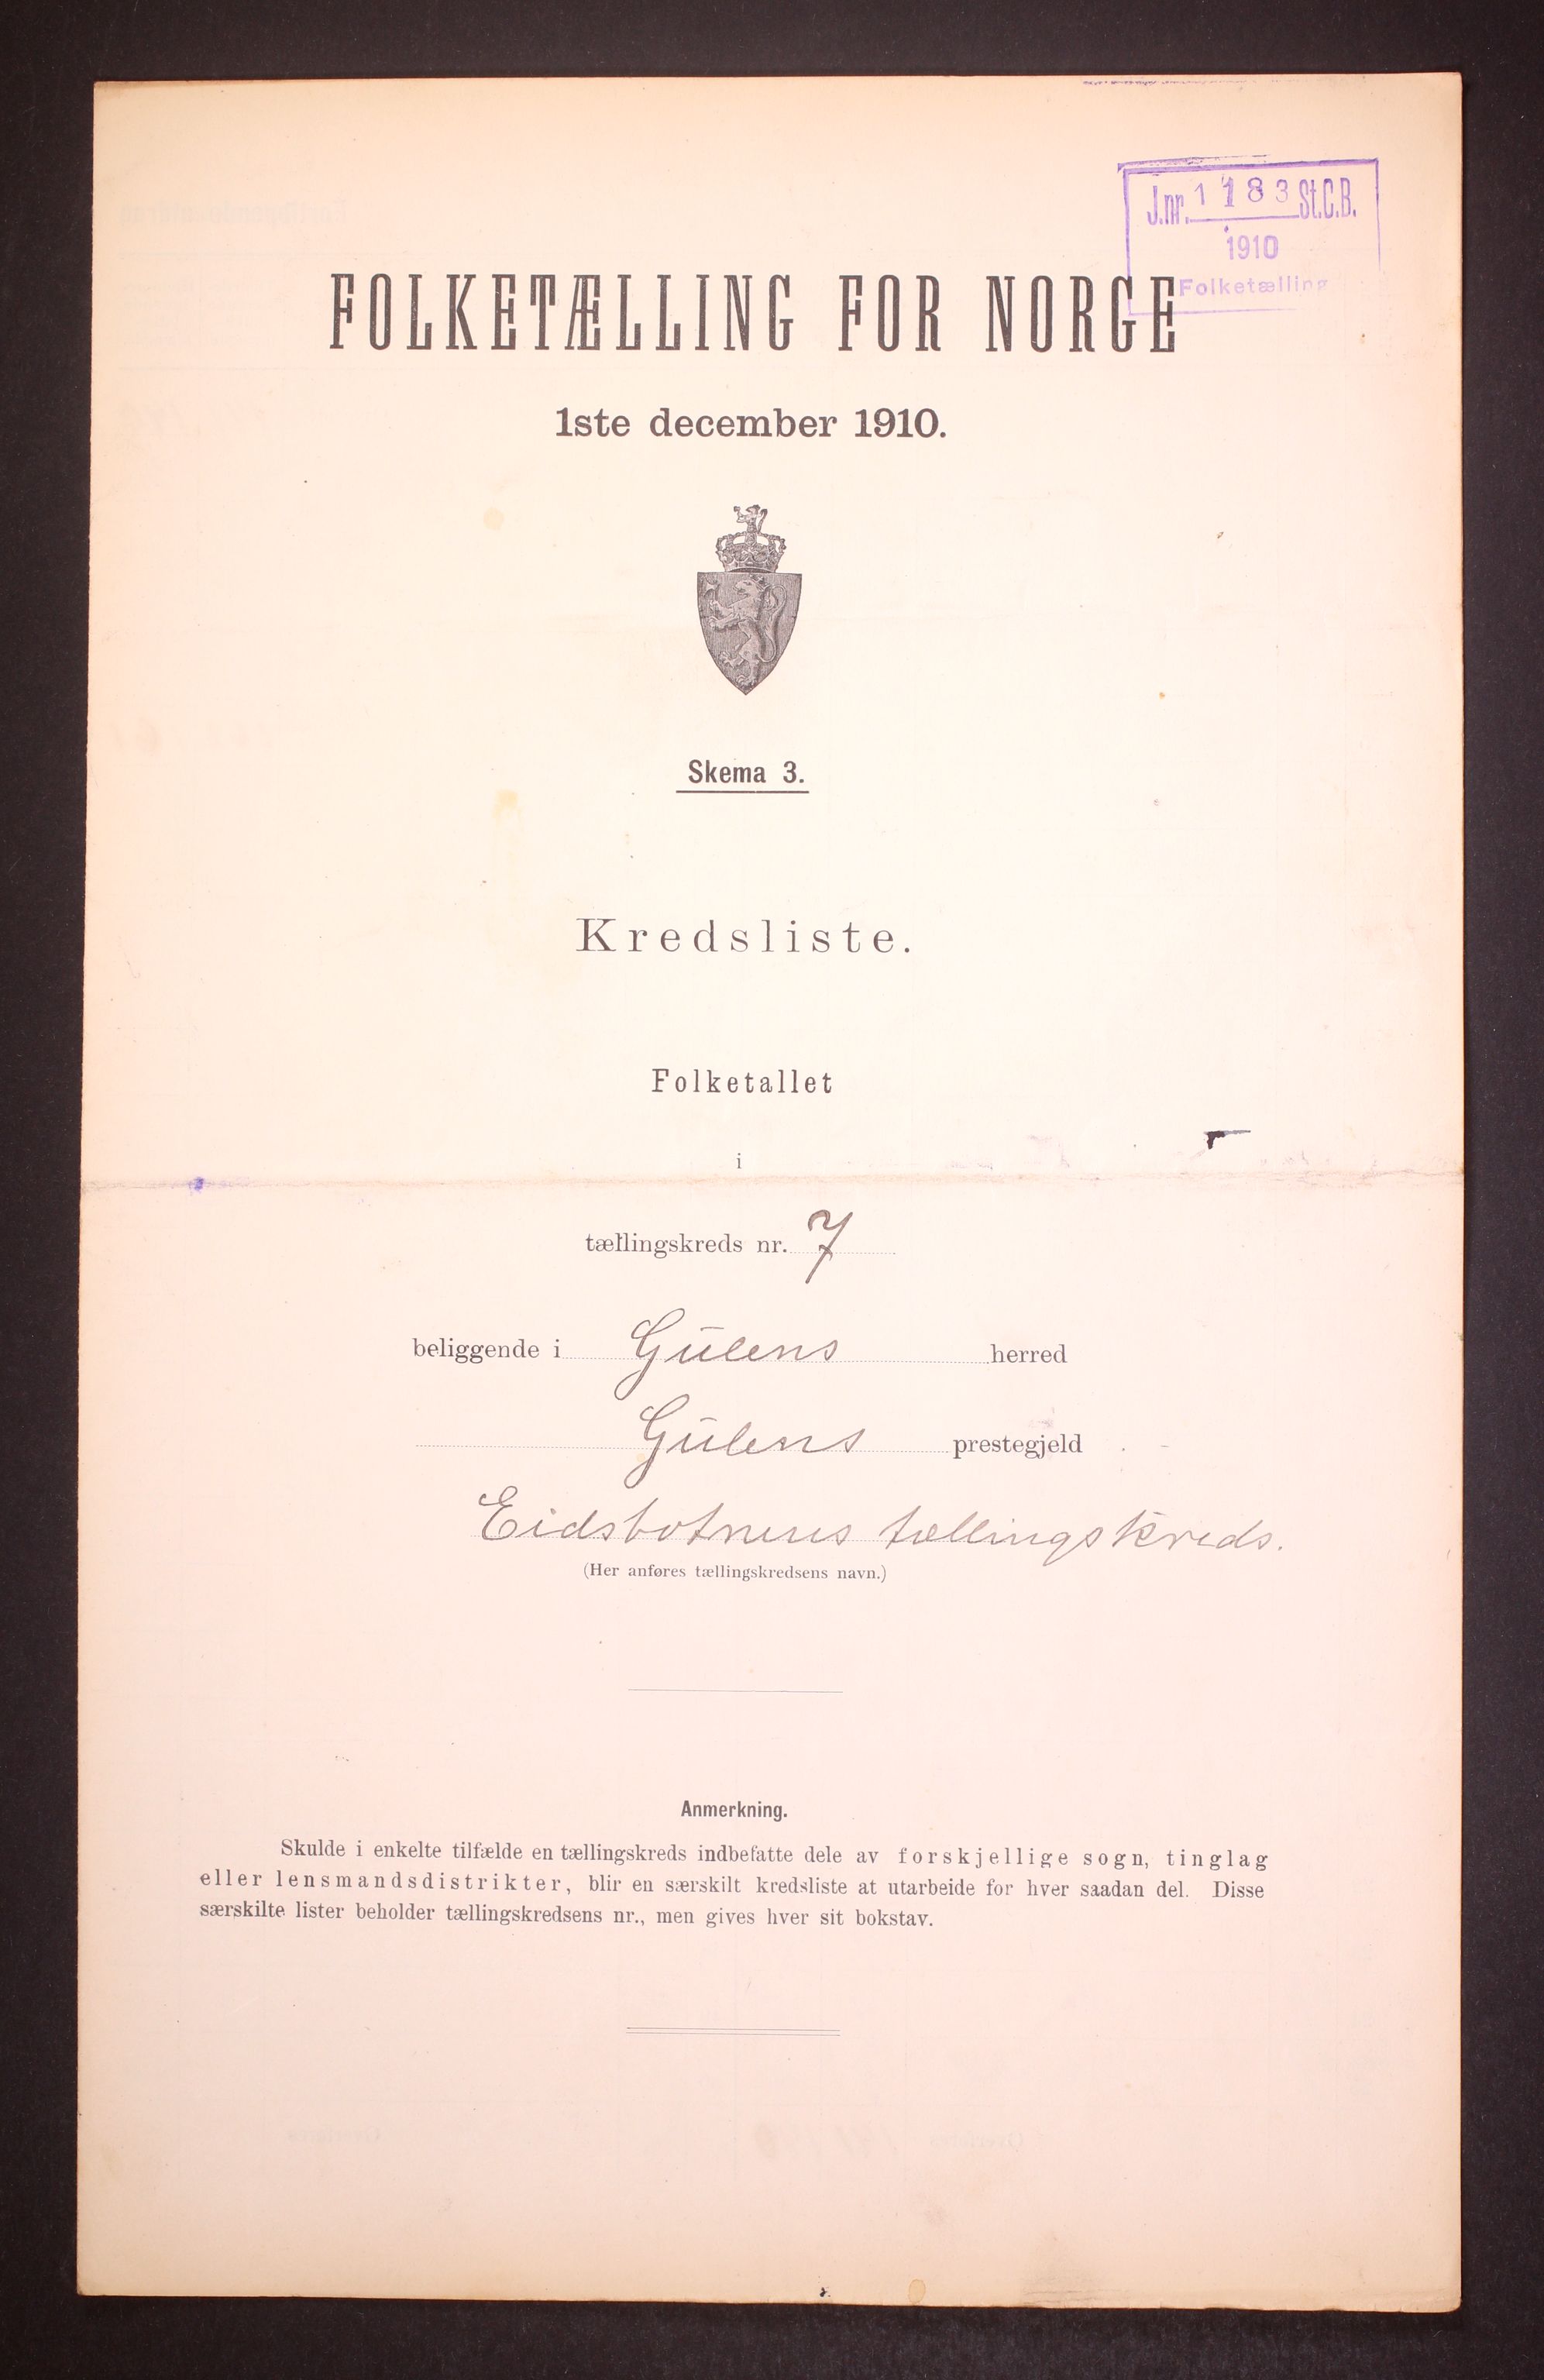 J.nr. 1183 St.C.B.
1910
Folketælling
FOLKETÆLLING FOR NORGE
1ste december 1910.
Skema 3.
Kredsliste.
Folketallet
i
tællingskreds nr. 7
beliggende i Gulens herred
Gulens prestegjeld
Eidsbotnens tællingskreds.
(Her anføres tællingskredsens navn.)
Anmerkning.
Skulde i enkelte tilfælde en tællingskreds indbefatte dele av forskjellige sogn, tinglag
eller lensmandsdistrikter, blir en særskilt kredsliste at utarbeide for hver saadan del. Disse
særskilte lister beholder tællingskredsens nr., men gives hver sit bokstav.